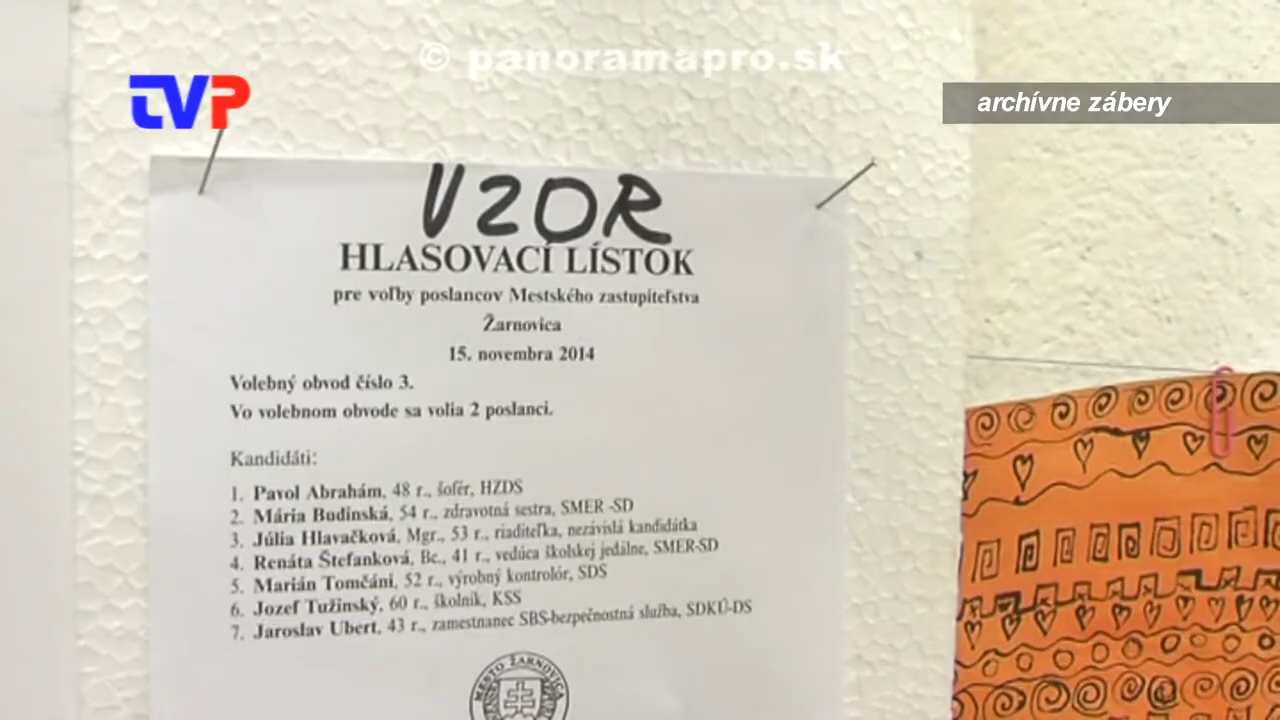 © panoramapro.sk
TVP
archívne zábery
VZOR
HLASOVACÍ LÍSTOK
pre voľby poslancov Mestského zastupiteľstva
Žarnovica
15. novembra 2014
Volebný obvod číslo 3.
Vo volebnom obvode sa volia 2 poslanci.
Kandidáti:
1. Pavol Abrahám, 48 r., šofér, HZDS
2. Mária Budinská, 54 r., zdravotná sestra, SMER -SD
3. Júlia Hlavačková, Mgr., 53 r., riaditeľka, nezávislá kandidátka
4. Renáta Štefanková, Bc., 41 r., vedúca školskej jedálne, SMER-SD
5. Marián Tomčáni, 52 r., výrobný kontrolór, SDS
6. Jozef Tužinský, 60 r., školník, KSS
7. Jaroslav Ubert, 43 r., zamestnanec SBS-bezpečnostná služba, SDKÚ-DS
MESTO ŽARNOVICA